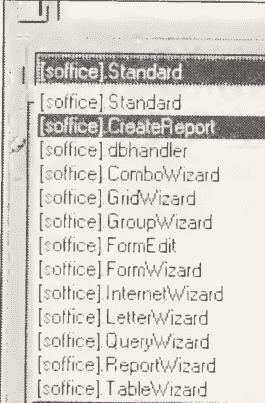 [soffice].Standard
[soffice].Standard
[soffice].CreateReport
[soffice].dbhandler
[soffice].ComboWizard
[soffice].GridWizard
[soffice].GroupWizard
[soffice].FormEdit
[soffice].FormWizard
[soffice].InternetWizard
[soffice].LetterWizard
[soffice].QueryWizard
[soffice].ReportWizard
[soffice].TableWizard